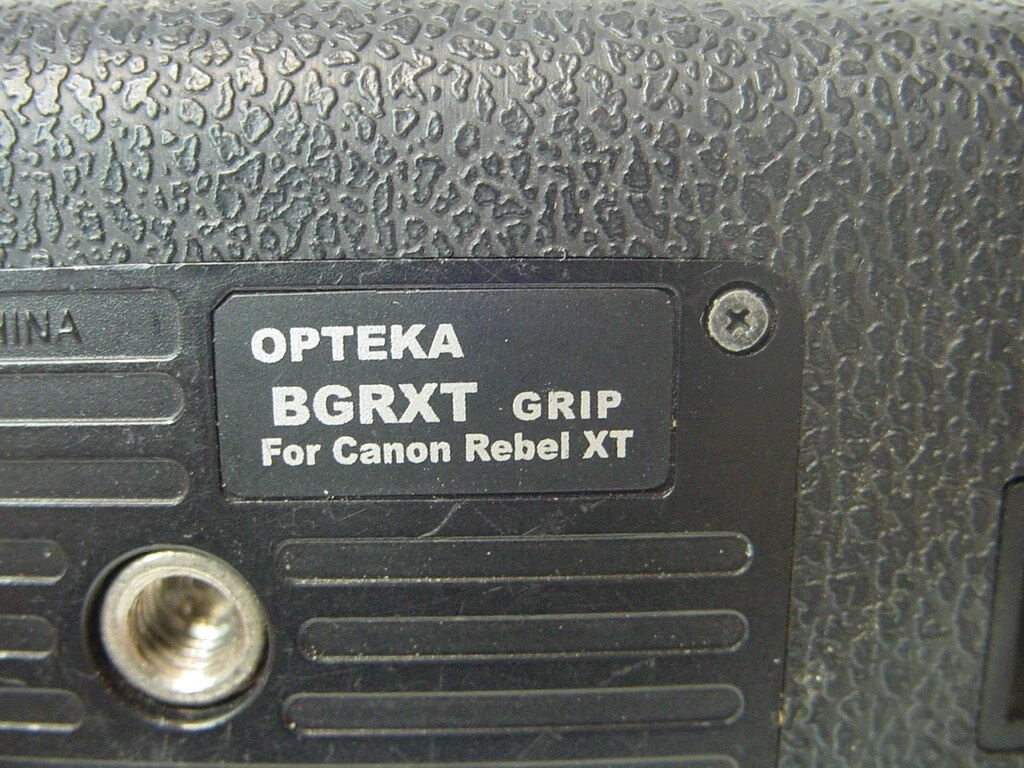 HINA
OPTEKA
BGRXT GRIP
For Canon Rebel XT